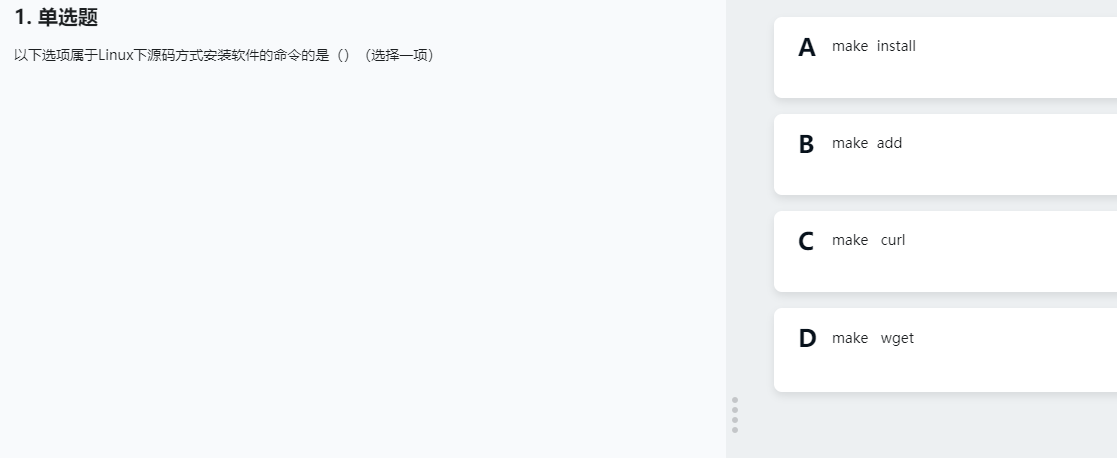 1. 单选题
以下选项属于Linux下源码方式安装软件的命令的是（）（选择一项）
A make install
B make add
C make curl
D make wget